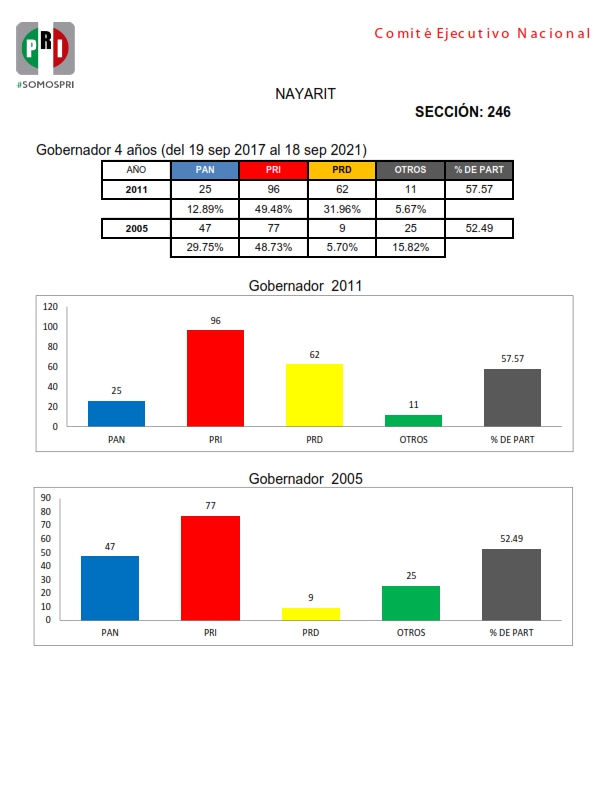 Comité Ejecutivo Nacional
PRI
#SOMOSPRI
NAYARIT
SECCIÓN: 246
Gobernador 4 años (del 19 sep 2017 al 18 sep 2021)
AÑO PAN PRI PRD OTROS % DE PART
2011 25 96 62 11 57.57
12.89% 49.48% 31.96% 5.67%
2005 47 77 9 25 52.49
29.75% 48.73% 5.70% 15.82%
Gobernador 2011
120
100
80
60
40
20
0
25
96
62
11
57.57
PAN PRI PRD OTROS % DE PART
Gobernador 2005
90
80
70
60
50
40
30
20
10
0
47
77
9
25
52.49
PAN PRI PRD OTROS % DE PART